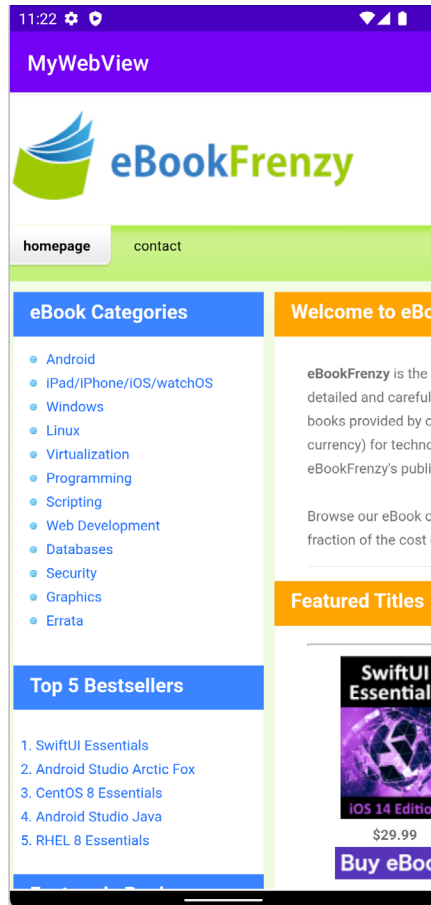 11:22
MyWebView
eBookFrenzy
homepage contact
eBook Categories
Android
iPad/iPhone/iOS/watchOS
Windows
Linux
Virtualization
Programming
Scripting
Web Development
Databases
Security
Graphics
Errata
Top 5 Bestsellers
1. SwiftUI Essentials
2. Android Studio Arctic Fox
3. CentOS 8 Essentials
4. Android Studio Java
5. RHEL 8 Essentials
Welcome to eBo
eBookFrenzy is the
detailed and careful
books provided by o
currency) for techno
eBookFrenzy's publi
Browse our eBook c
fraction of the cost
Featured Titles
SwiftUI
Essential
iOS 14 Editio
$29.99
Buy eBoo